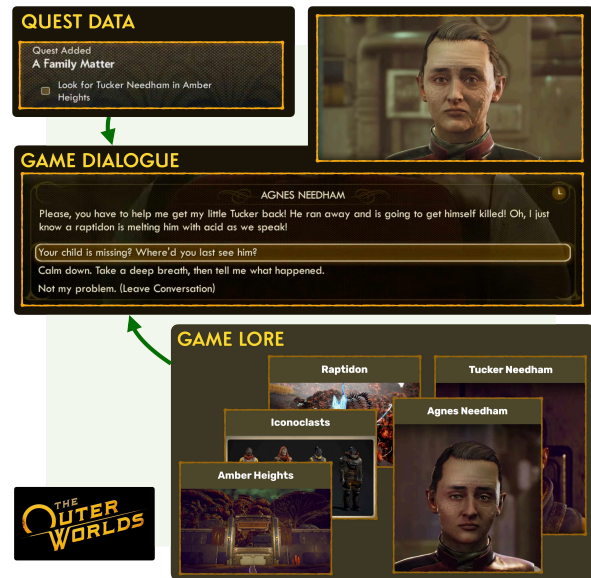 QUEST DATA
Quest Added
A Family Matter
Look for Tucker Needham in Amber
Heights
GAME DIALOGUE
AGNES NEEDHAM
Please, you have to help me get my little Tucker back! He ran away and is going to get himself killed! Oh, I just
know a raptidon is melting him with acid as we speak!
Your child is missing? Where'd you last see him?
Calm down. Take a deep breath, then tell me what happened.
Not my problem. (Leave Conversation)
GAME LORE
Raptidon
Tucker Needham
Iconoclasts
Agnes Needham
Amber Heights
THE
OUTER
WORLDS